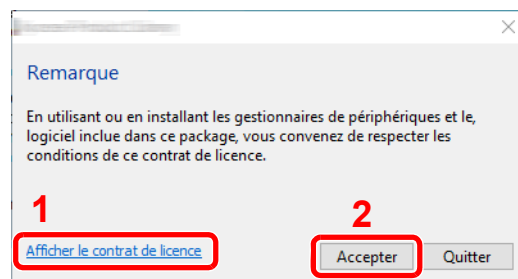 Remarque
En utilisant ou en installant les gestionnaires de périphériques et le,
logiciel inclue dans ce package, vous convenez de respecter les
conditions de ce contrat de licence.
1
2
Afficher le contrat de licence
Accepter
Quitter